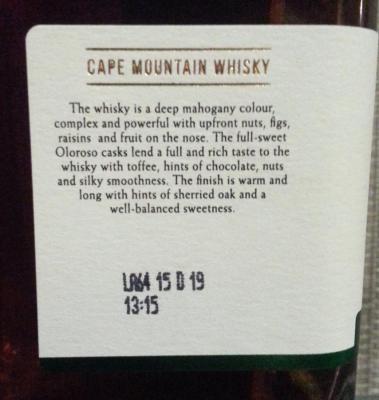 CAPE MOUNTAIN WHISKY
The whisky is a deep mahogany colour,
complex and powerful with upfront nuts, figs,
raisins and fruit on the nose. The full-sweet
Oloroso casks lend a full and rich taste to the
whisky with toffee, hints of chocolate, nuts
and silky smoothness. The finish is warm and
long with hints of sherried oak and a
well-balanced sweetness.
15 D 19
13:15